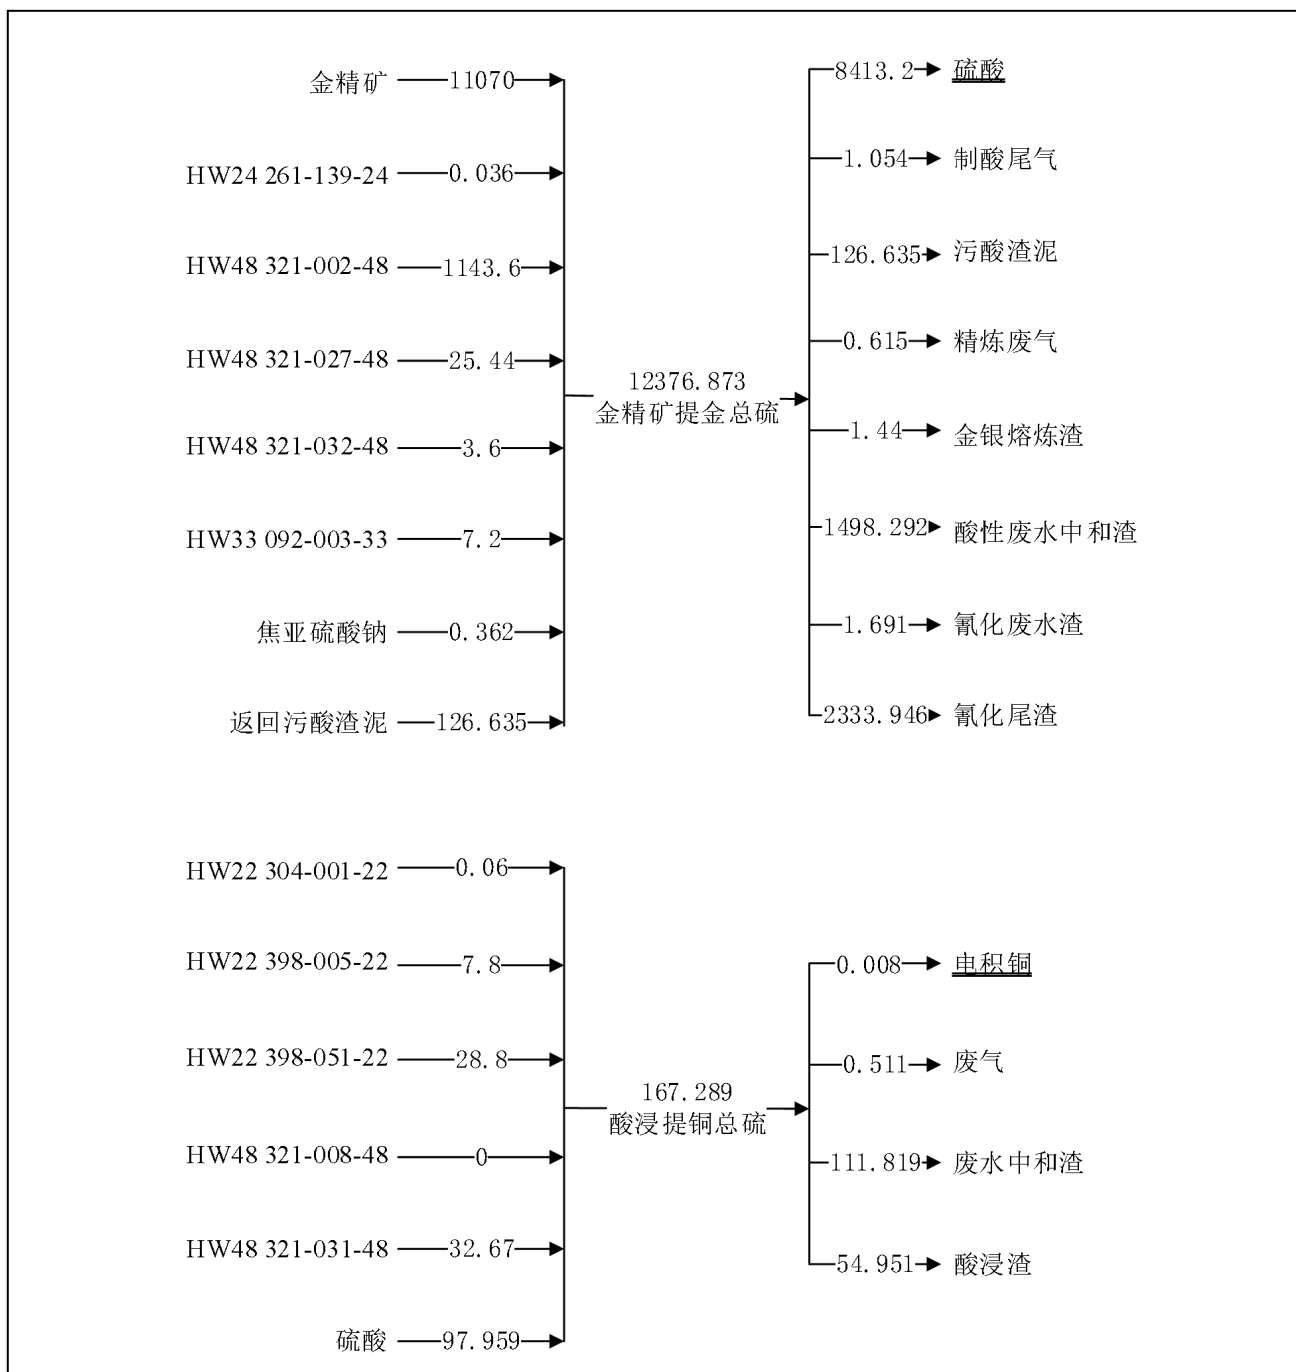 金精矿 11070
HW24 261-139-24 0.036
HW48 321-002-48 1143.6
HW48 321-027-48 25.44
HW48 321-032-48 3.6
HW33 092-003-33 7.2
焦亚硫酸钠 0.362
返回污酸渣泥 126.635
12376.873
金精矿提金总硫
8413.2 硫酸
1.054 制酸尾气
126.635 污酸渣泥
0.615 精炼废气
1.44 金银熔炼渣
1498.292 酸性废水中和渣
1.691 氰化废水渣
2333.946 氰化尾渣
HW22 304-001-22 0.06
HW22 398-005-22 7.8
HW22 398-051-22 28.8
HW48 321-008-48 0
HW48 321-031-48 32.67
硫酸 97.959
167.289
酸浸提铜总硫
0.008 电积铜
0.511 废气
111.819 废水中和渣
54.951 酸浸渣